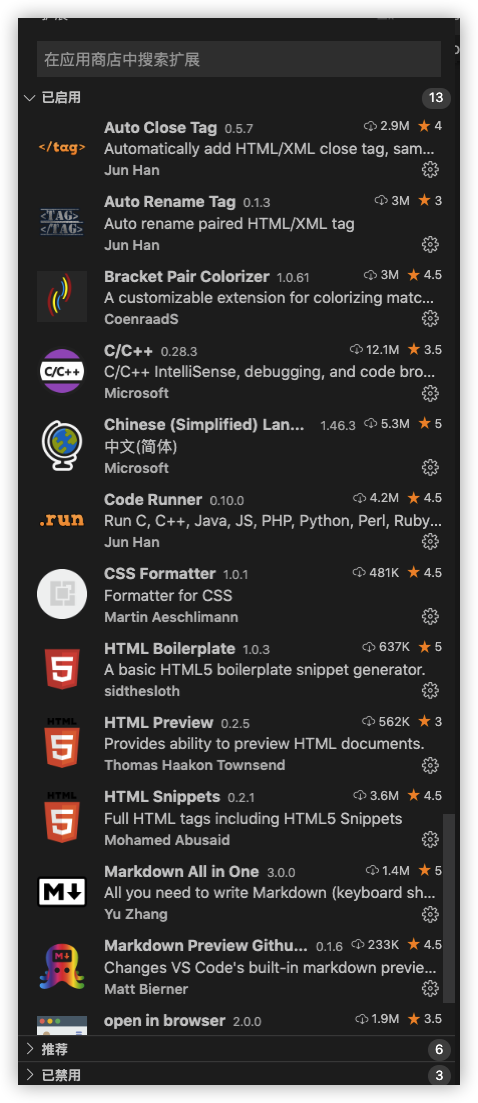 在应用商店中搜索扩展
已启用 13
</tag> Auto Close Tag 0.5.7 2.9M ★ 4
Automatically add HTML/XML close tag, sam...
Jun Han
<TAG> </TAG> Auto Rename Tag 0.1.3 3M ★ 3
Auto rename paired HTML/XML tag
Jun Han
Bracket Pair Colorizer 1.0.61 3M ★ 4.5
A customizable extension for colorizing matc...
CoenraadS
C/C++ C/C++ 0.28.3 12.1M ★ 3.5
C/C++ IntelliSense, debugging, and code bro...
Microsoft
Chinese (Simplified) Lan... 1.46.3 5.3M ★ 5
中文(简体)
Microsoft
.run Code Runner 0.10.0 4.2M ★ 4.5
Run C, C++, Java, JS, PHP, Python, Perl, Ruby...
Jun Han
CSS Formatter 1.0.1 481K ★ 4.5
Formatter for CSS
Martin Aeschlimann
HTML 5 HTML Boilerplate 1.0.3 637K ★ 5
A basic HTML5 boilerplate snippet generator.
sidthesloth
HTML 5 HTML Preview 0.2.5 562K ★ 3
Provides ability to preview HTML documents.
Thomas Haakon Townsend
HTML 5 HTML Snippets 0.2.1 3.6M ★ 4.5
Full HTML tags including HTML5 Snippets
Mohamed Abusaid
M↓ Markdown All in One 3.0.0 1.4M ★ 5
All you need to write Markdown (keyboard sh...
Yu Zhang
M↓ Markdown Preview Githu... 0.1.6 233K ★ 4.5
Changes VS Code's built-in markdown previe...
Matt Bierner
open in browser 2.0.0 1.9M ★ 3.5
推荐 6
已禁用 3